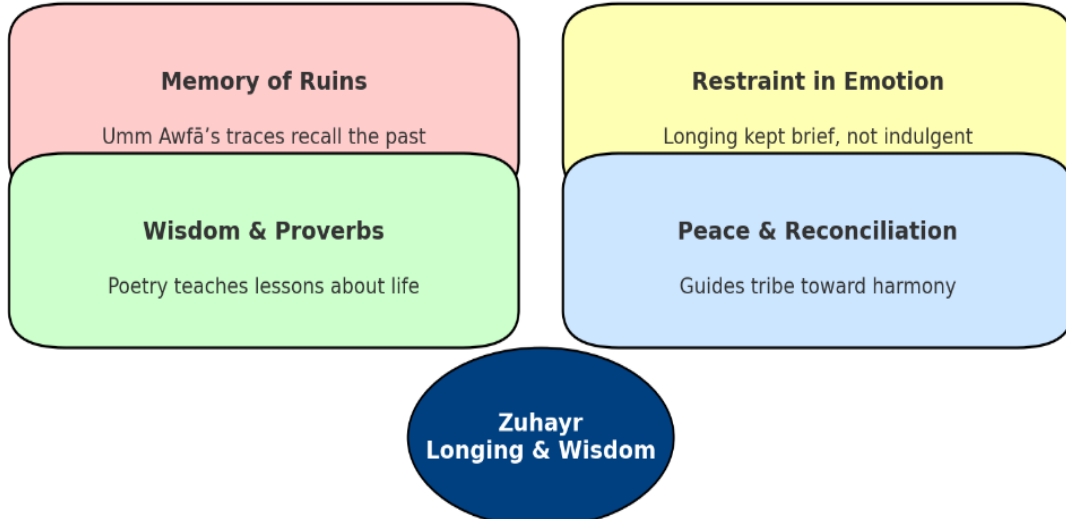 Memory of Ruins
Umm Awfā’s traces recall the past
Restraint in Emotion
Longing kept brief, not indulgent
Wisdom & Proverbs
Poetry teaches lessons about life
Peace & Reconciliation
Guides tribe toward harmony
Zuhayr
Longing & Wisdom